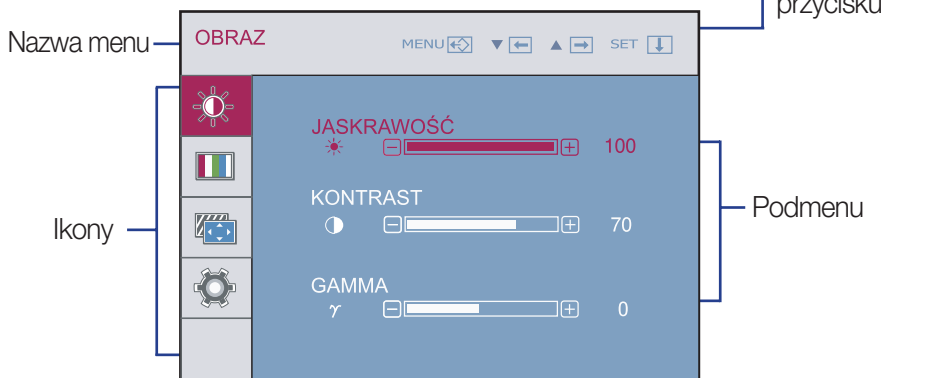 przycisku
Nazwa menu
OBRAZ MENU ▼ ▲ SET
JASKRAWOŚĆ
100
KONTRAST
70
Ikony
Podmenu
GAMMA
γ 0